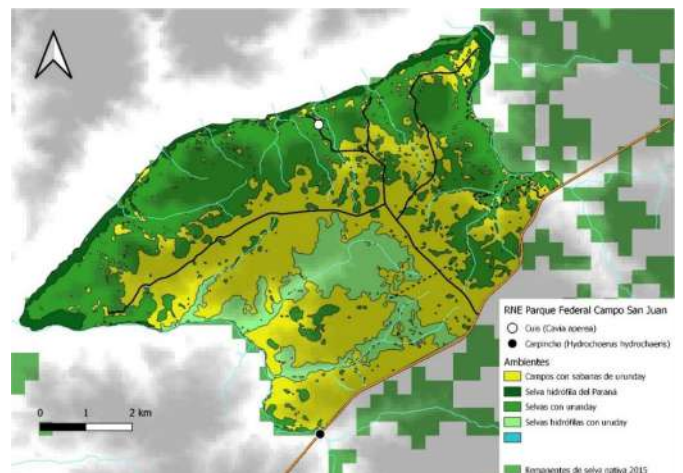 RNE Parque Federal Campo San Juan
Cuis (Cavia aperea)
Carpincho (Hydrochoerus hydrochaeris)
Ambientes
Campos con sabanas de urunday
Selva hidrófila del Paraná
Selvas con urunday
Selvas hidrófilas con uruday
Remanentes de selva nativa 2015
0 1 2 km